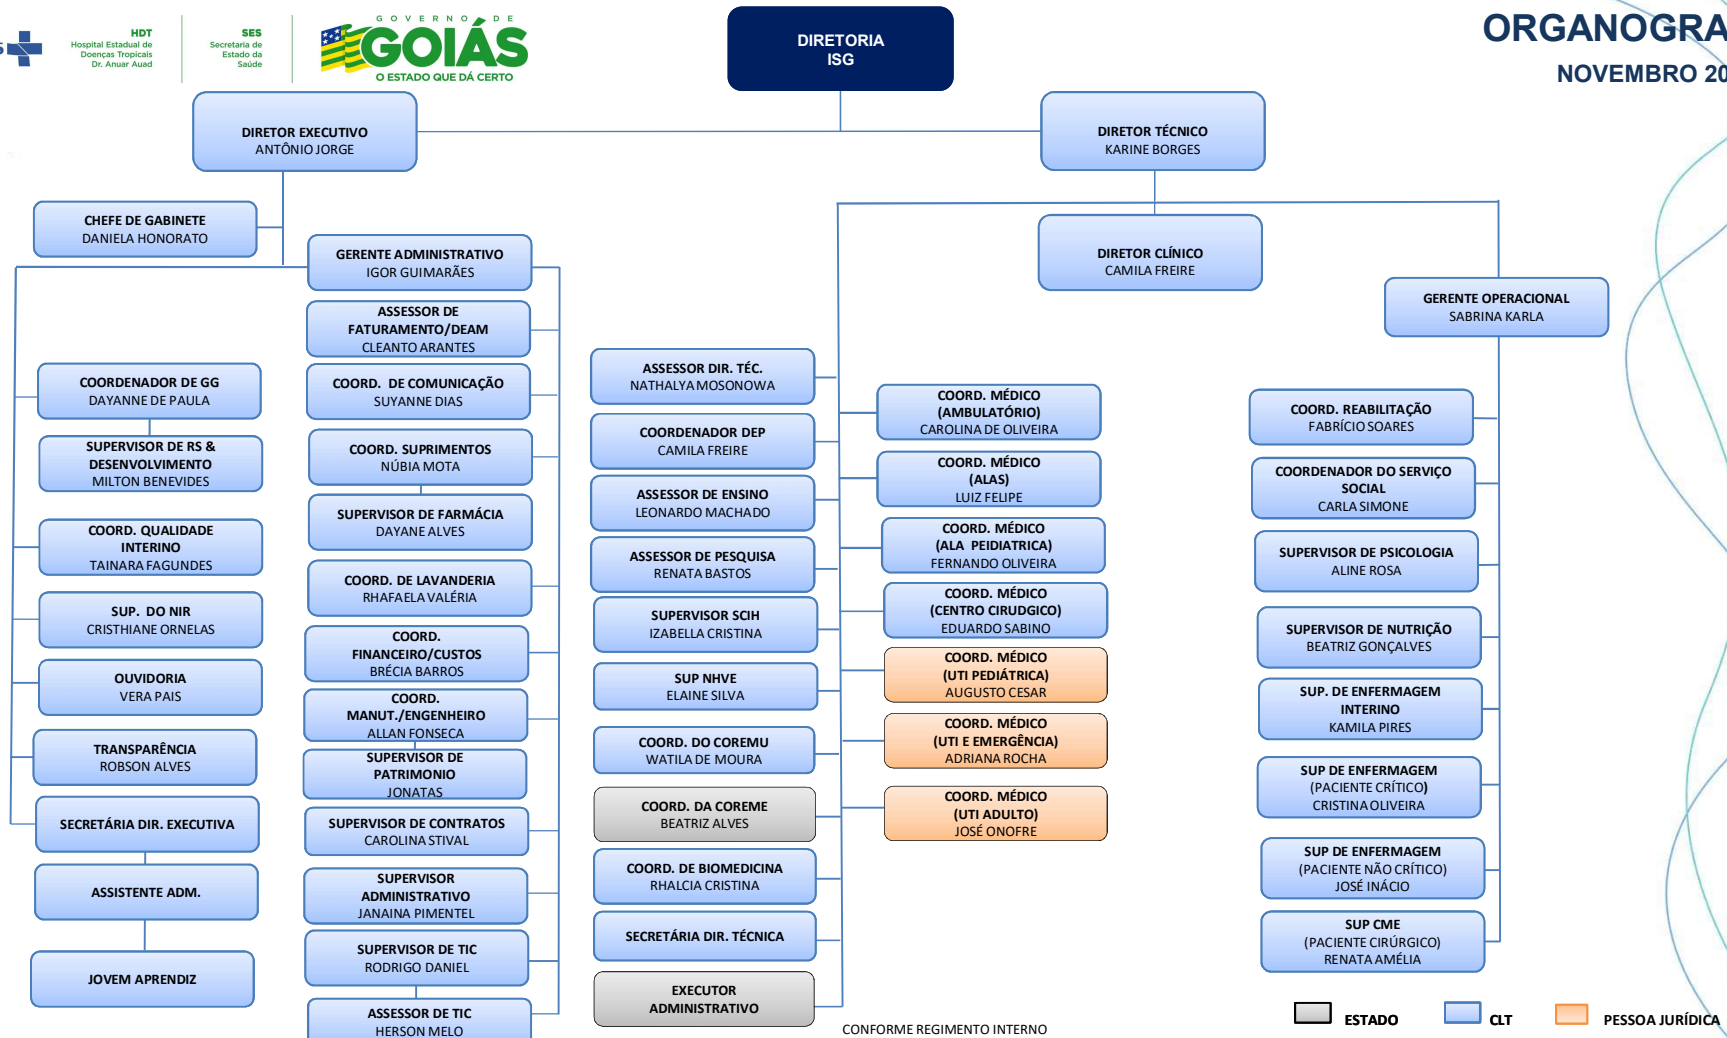 S
HDT
Hospital Estadual de
Doenças Tropicais
Dr. Anuar Auad
SES
Secretaria de
Estado da
Saúde
GOVERNO DE
GOIÁS
O ESTADO QUE DÁ CERTO
DIRETORIA
ISG
ORGANOGRA
NOVEMBRO 20
DIRETOR EXECUTIVO
ANTÔNIO JORGE
DIRETOR TÉCNICO
KARINE BORGES
CHEFE DE GABINETE
DANIELA HONORATO
GERENTE ADMINISTRATIVO
IGOR GUIMARÃES
DIRETOR CLÍNICO
CAMILA FREIRE
GERENTE OPERACIONAL
SABRINA KARLA
COORDENADOR DE GG
DAYANNE DE PAULA
SUPERVISOR DE RS &
DESENVOLVIMENTO
MILTON BENEVIDES
COORD. QUALIDADE
INTERINO
TAINARA FAGUNDES
SUP. DO NIR
CRISTHIANE ORNELAS
OUVIDORIA
VERA PAIS
TRANSPARÊNCIA
ROBSON ALVES
SECRETÁRIA DIR. EXECUTIVA
ASSISTENTE ADM.
JOVEM APRENDIZ
ASSESSOR DE
FATURAMENTO/DEAM
CLEANTO ARANTES
COORD. DE COMUNICAÇÃO
SUYANNE DIAS
COORD. SUPRIMENTOS
NÚBIA MOTA
SUPERVISOR DE FARMÁCIA
DAYANE ALVES
COORD. DE LAVANDERIA
RHAFAELA VALÉRIA
COORD.
FINANCEIRO/CUSTOS
BRÉCIA BARROS
COORD.
MANUT./ENGENHEIRO
ALLAN FONSECA
SUPERVISOR DE
PATRIMONIO
JONATAS
SUPERVISOR DE CONTRATOS
CAROLINA STIVAL
SUPERVISOR
ADMINISTRATIVO
JANAINA PIMENTEL
SUPERVISOR DE TIC
RODRIGO DANIEL
ASSESSOR DE TIC
HERSON MELO
ASSESSOR DIR. TÉC.
NATHALYA MOSONOWA
COORDENADOR DEP
CAMILA FREIRE
ASSESSOR DE ENSINO
LEONARDO MACHADO
ASSESSOR DE PESQUISA
RENATA BASTOS
SUPERVISOR SCIH
IZABELLA CRISTINA
SUP NHVE
ELAINE SILVA
COORD. DO COREMU
WATILA DE MOURA
COORD. DA COREME
BEATRIZ ALVES
COORD. DE BIOMEDICINA
RHALCIA CRISTINA
SECRETÁRIA DIR. TÉCNICA
EXECUTOR
ADMINISTRATIVO
COORD. MÉDICO
(AMBULATÓRIO)
CAROLINA DE OLIVEIRA
COORD. MÉDICO
(ALAS)
LUIZ FELIPE
COORD. MÉDICO
(ALA PEIDIATRICA)
FERNANDO OLIVEIRA
COORD. MÉDICO
(CENTRO CIRUDGICO)
EDUARDO SABINO
COORD. MÉDICO
(UTI PEDIÁTRICA)
AUGUSTO CESAR
COORD. MÉDICO
(UTI E EMERGÊNCIA)
ADRIANA ROCHA
COORD. MÉDICO
(UTI ADULTO)
JOSÉ ONOFRE
COORD. REABILITAÇÃO
FABRÍCIO SOARES
COORDENADOR DO SERVIÇO
SOCIAL
CARLA SIMONE
SUPERVISOR DE PSICOLOGIA
ALINE ROSA
SUPERVISOR DE NUTRIÇÃO
BEATRIZ GONÇALVES
SUP. DE ENFERMAGEM
INTERINO
KAMILA PIRES
SUP DE ENFERMAGEM
(PACIENTE CRÍTICO)
CRISTINA OLIVEIRA
SUP DE ENFERMAGEM
(PACIENTE NÃO CRÍTICO)
JOSÉ INÁCIO
SUP CME
(PACIENTE CIRÚRGICO)
RENATA AMÉLIA
CONFORME REGIMENTO INTERNO
ESTADO
CLT
PESSOA JURÍDICA